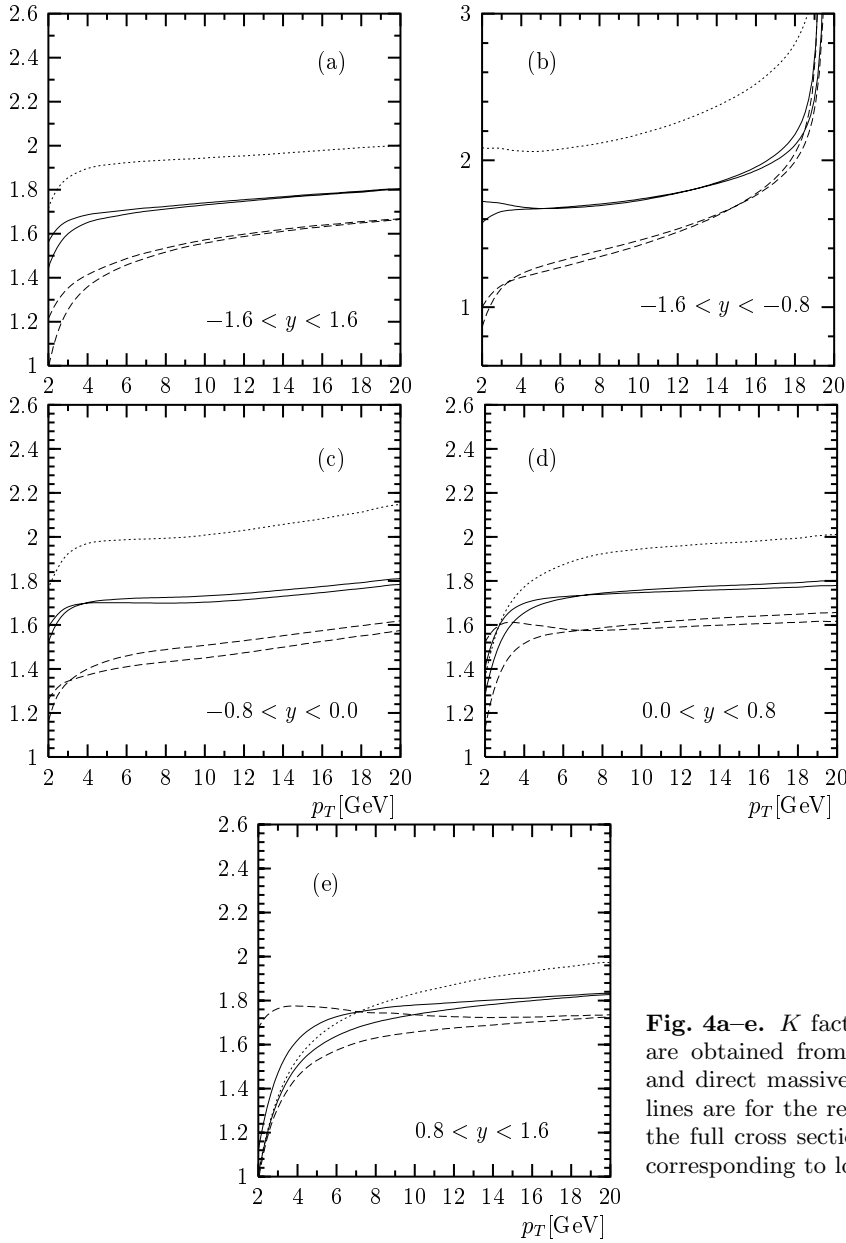 2.6
2.4
2.2
2
1.8
1.6
1.4
1.2
1
(a)
−1.6 < y < 1.6
2 4 6 8 10 12 14 16 18 20
3
2
1
(b)
−1.6 < y < −0.8
2 4 6 8 10 12 14 16 18 20
2.6
2.4
2.2
2
1.8
1.6
1.4
1.2
1
(c)
−0.8 < y < 0.0
2 4 6 8 10 12 14 16 18 20
p_T[GeV]
2.6
2.4
2.2
2
1.8
1.6
1.4
1.2
1
(d)
0.0 < y < 0.8
2 4 6 8 10 12 14 16 18 20
p_T[GeV]
2.6
2.4
2.2
2
1.8
1.6
1.4
1.2
1
(e)
0.8 < y < 1.6
2 4 6 8 10 12 14 16 18 20
p_T[GeV]
Fig. 4a–e. K fact
are obtained from
and direct massive
lines are for the re
the full cross sectio
corresponding to lo